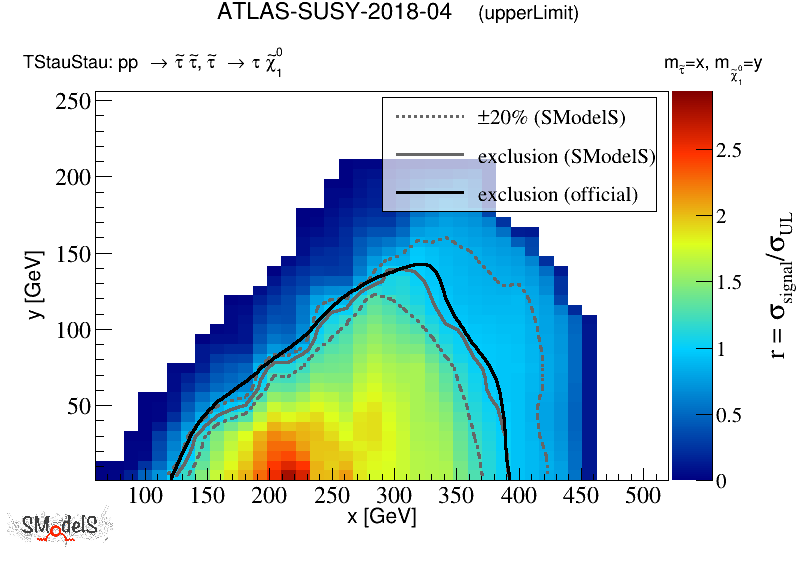 ATLAS-SUSY-2018-04 (upperLimit)
TStauStau: pp → τ̃ τ̃, τ̃ → τ χ̃₁⁰
m_τ̃=x, m_χ̃₁⁰=y
±20% (SModelS)
exclusion (SModelS)
exclusion (official)
250
200
150
100
50
y [GeV]
100 150 200 250 300 350 400 450 500
x [GeV]
2.5
2
1.5
1
0.5
0
r = σ_signal/σ_UL
SModelS